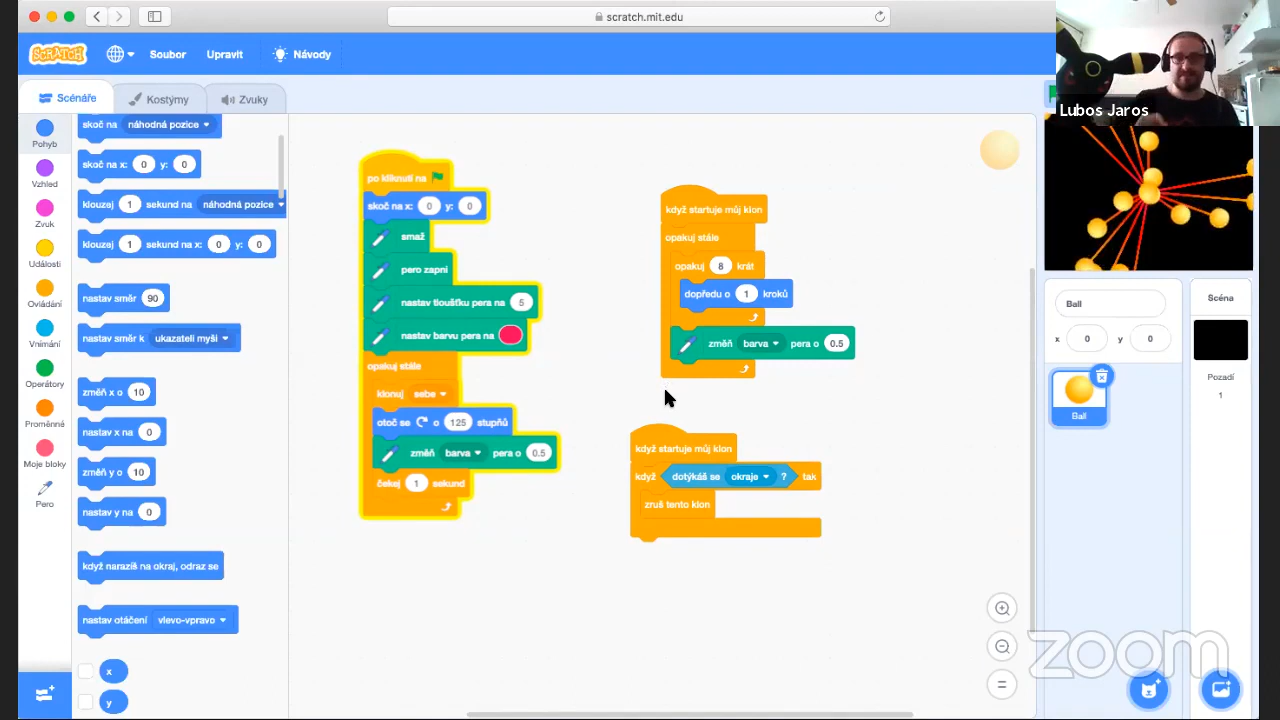 scratch.mit.edu
SCRATCH
Soubor
Upravit
Návody
Lubos Jaros
Scénáře
Kostýmy
Zvuky
Pohyb
Vzhled
Zvuk
Události
Ovládání
Vnímání
Operátory
Proměnné
Moje bloky
Pero
skoč na náhodná pozice
skoč na x: 0 y: 0
klouzej 1 sekund na náhodná pozice
klouzej 1 sekund na x: 0 y: 0
nastav směr 90
nastav směr k ukazateli myši
změň x o 10
nastav x na 0
změň y o 10
nastav y na 0
když narazíš na okraj, odraz se
nastav otáčení vlevo-vpravo
x
y
po kliknutí na
skoč na x: 0 y: 0
smaž
pero zapni
nastav tloušťku pera na 5
nastav barvu pera na
opakuj stále
klonuj sebe
otoč se o 125 stupňů
změň barva pera o 0.5
čekej 1 sekund
když startuje můj klon
opakuj stále
opakuj 8 krát
dopředu o 1 kroků
změň barva pera o 0.5
když startuje můj klon
když dotýkáš se okraje ? tak
zruš tento klon
Ball
x 0 y 0
Ball
Scéna
Pozadí
1
zoom